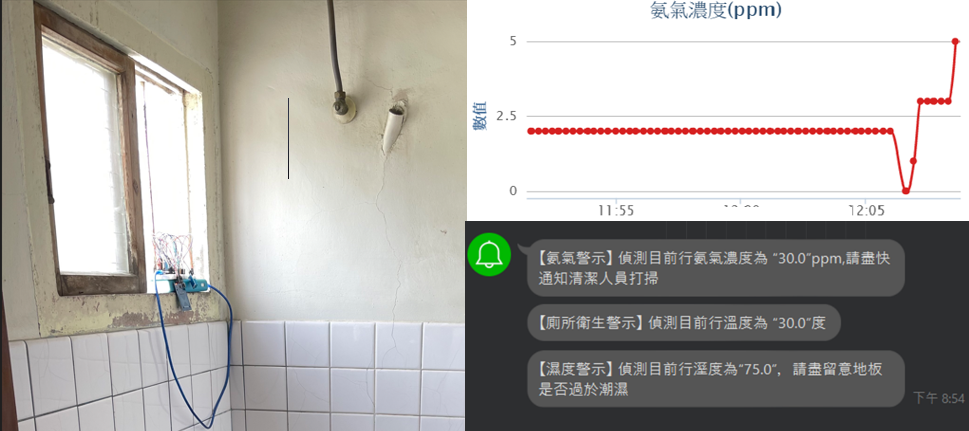 氨氣濃度(ppm)
5
數值
2.5
0
11:55
12:05
【氨氣警示】偵測目前行氨氣濃度為 "30.0"ppm,請盡快
通知清潔人員打掃
【廁所衛生警示】偵測目前行溫度為 "30.0"度
【濕度警示】偵測目前行溼度為"75.0", 請盡留意地板
是否過於潮濕
下午 8:54